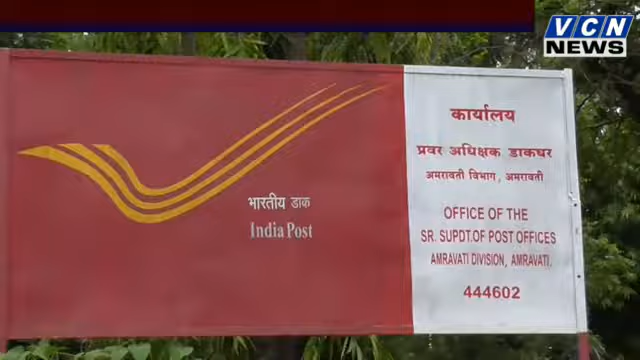 VCN
NEWS
भारतीय डाक
India Post
कार्यालय
प्रवर अधिक्षक डाकघर
अमरावती विभाग, अमरावती
OFFICE OF THE
SR. SUPDT.OF POST OFFICES
AMRAVATI DIVISION, AMRAVATI.
444602